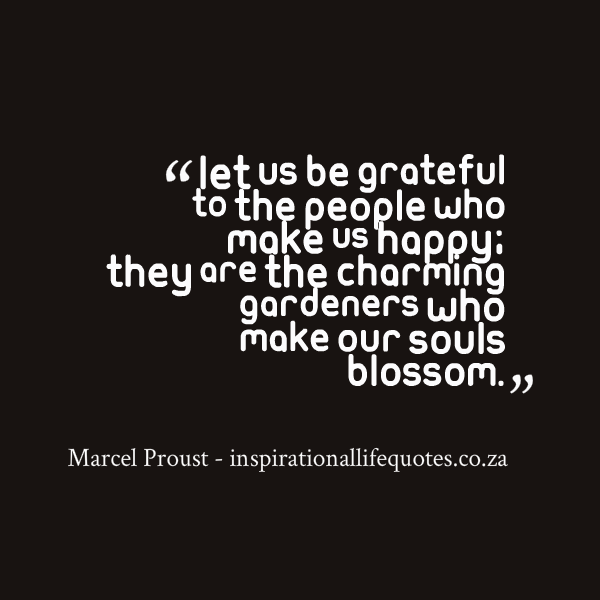 “let us be grateful
to the people who
make us happy;
they are the charming
gardeners who
make our souls
blossom.”
Marcel Proust - inspirationallifequotes.co.za